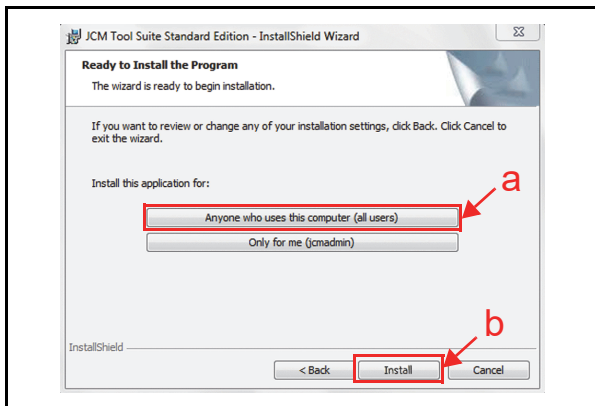 JCM Tool Suite Standard Edition - InstallShield Wizard
Ready to Install the Program
The wizard is ready to begin installation.
If you want to review or change any of your installation settings, click Back. Click Cancel to
exit the wizard.
Install this application for:
a
Anyone who uses this computer (all users)
Only for me (jcmadmin)
b
InstallShield
< Back Install Cancel